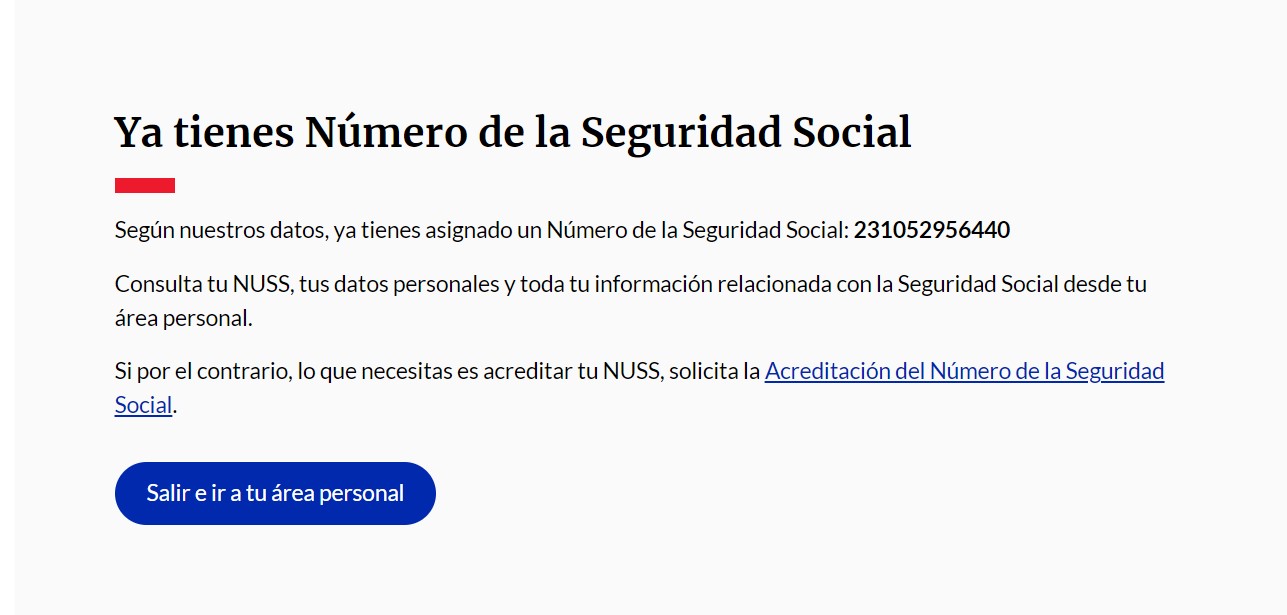 Ya tienes Número de la Seguridad Social
Según nuestros datos, ya tienes asignado un Número de la Seguridad Social: 231052956440
Consulta tu NUSS, tus datos personales y toda tu información relacionada con la Seguridad Social desde tu
área personal.
Si por el contrario, lo que necesitas es acreditar tu NUSS, solicita la Acreditación del Número de la Seguridad
Social.
Salir e ir a tu área personal